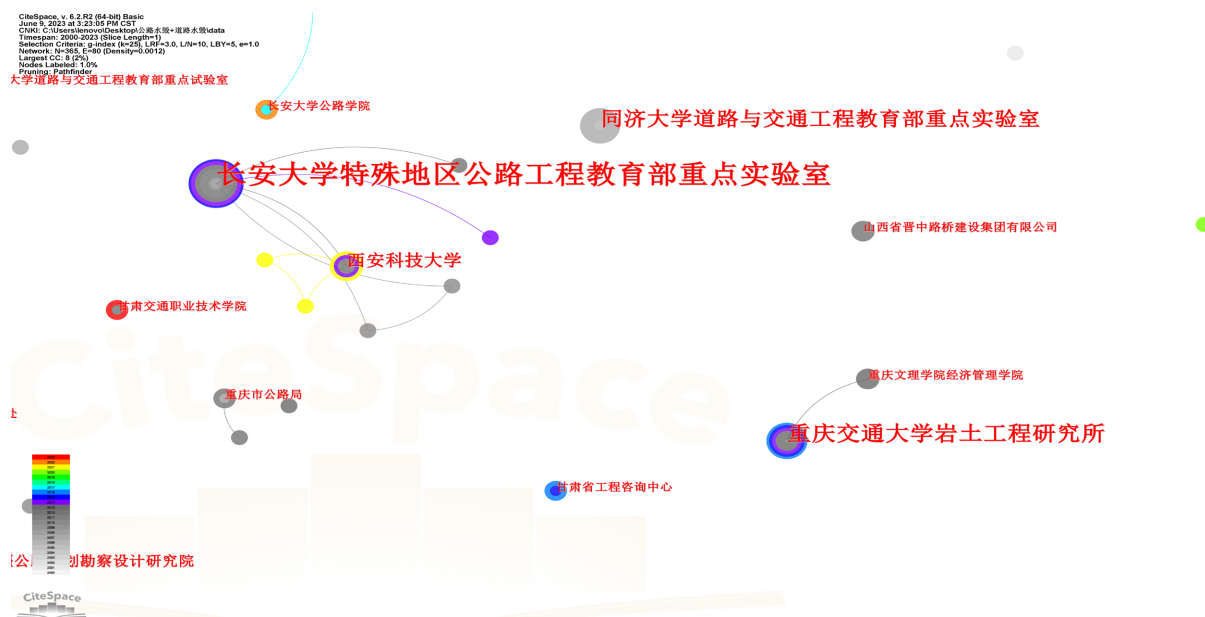 CiteSpace, v. 6.2.R2 (64-bit) Basic
June 9, 2023 at 3:23:05 PM CST
CNKI: C:\Users\lenovo\Desktop\公路水毁+道路水毁\data
Timespan: 2000-2023 (Slice Length=1)
Selection Criteria: g-index (k=25), LRF=3.0, L/N=10, LBY=5, e=1.0
Network: N=365, E=80 (Density=0.0012)
Largest CC: 8 (2%)
Nodes Labeled: 1.0%
Pruning: Pathfinder
大学道路与交通工程教育部重点试验室
长安大学公路学院
同济大学道路与交通工程教育部重点实验室
长安大学特殊地区公路工程教育部重点实验室
山西省晋中路桥建设集团有限公司
西安科技大学
甘肃交通职业技术学院
重庆文理学院经济管理学院
重庆市公路局
处
重庆交通大学岩土工程研究所
甘肃省工程咨询中心
公 划勘察设计研究院
CiteSpace
CiteSpace